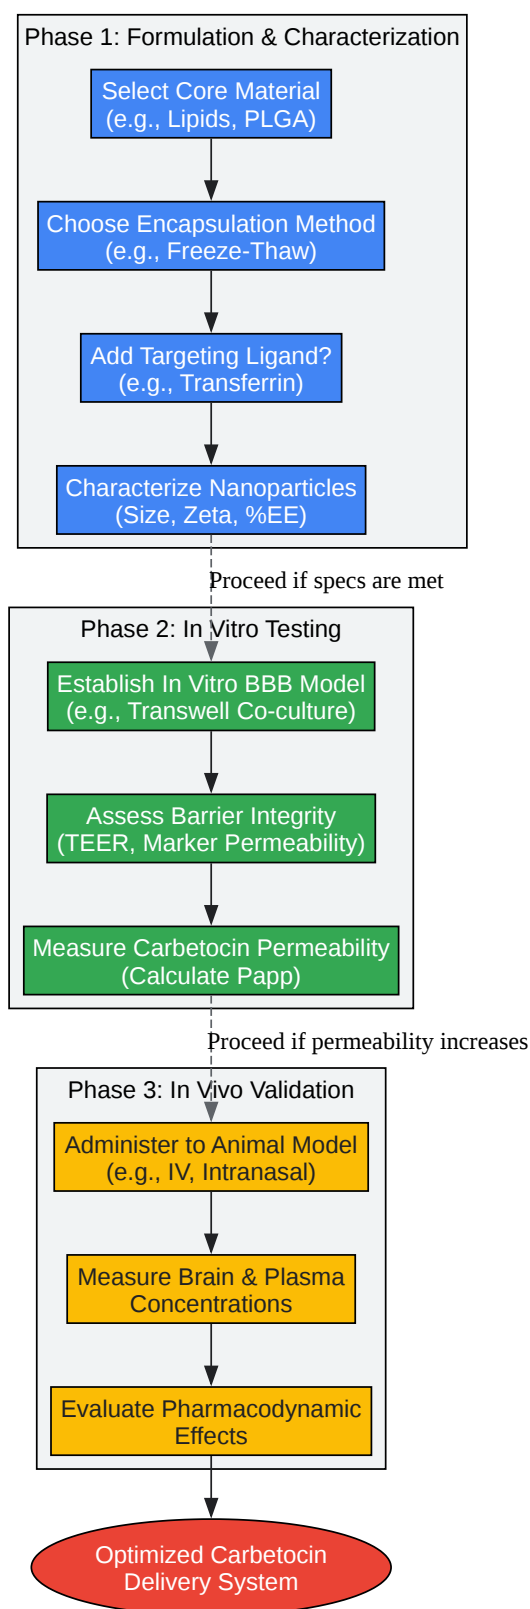 Phase 1: Formulation & Characterization
Select Core Material
(e.g., Lipids, PLGA)
Choose Encapsulation Method
(e.g., Freeze-Thaw)
Add Targeting Ligand?
(e.g., Transferrin)
Characterize Nanoparticles
(Size, Zeta, %EE)
Proceed if specs are met
Phase 2: In Vitro Testing
Establish In Vitro BBB Model
(e.g., Transwell Co-culture)
Assess Barrier Integrity
(TEER, Marker Permeability)
Measure Carbetocin Permeability
(Calculate Papp)
Proceed if permeability increases
Phase 3: In Vivo Validation
Administer to Animal Model
(e.g., IV, Intranasal)
Measure Brain & Plasma
Concentrations
Evaluate Pharmacodynamic
Effects
Optimized Carbetocin
Delivery System